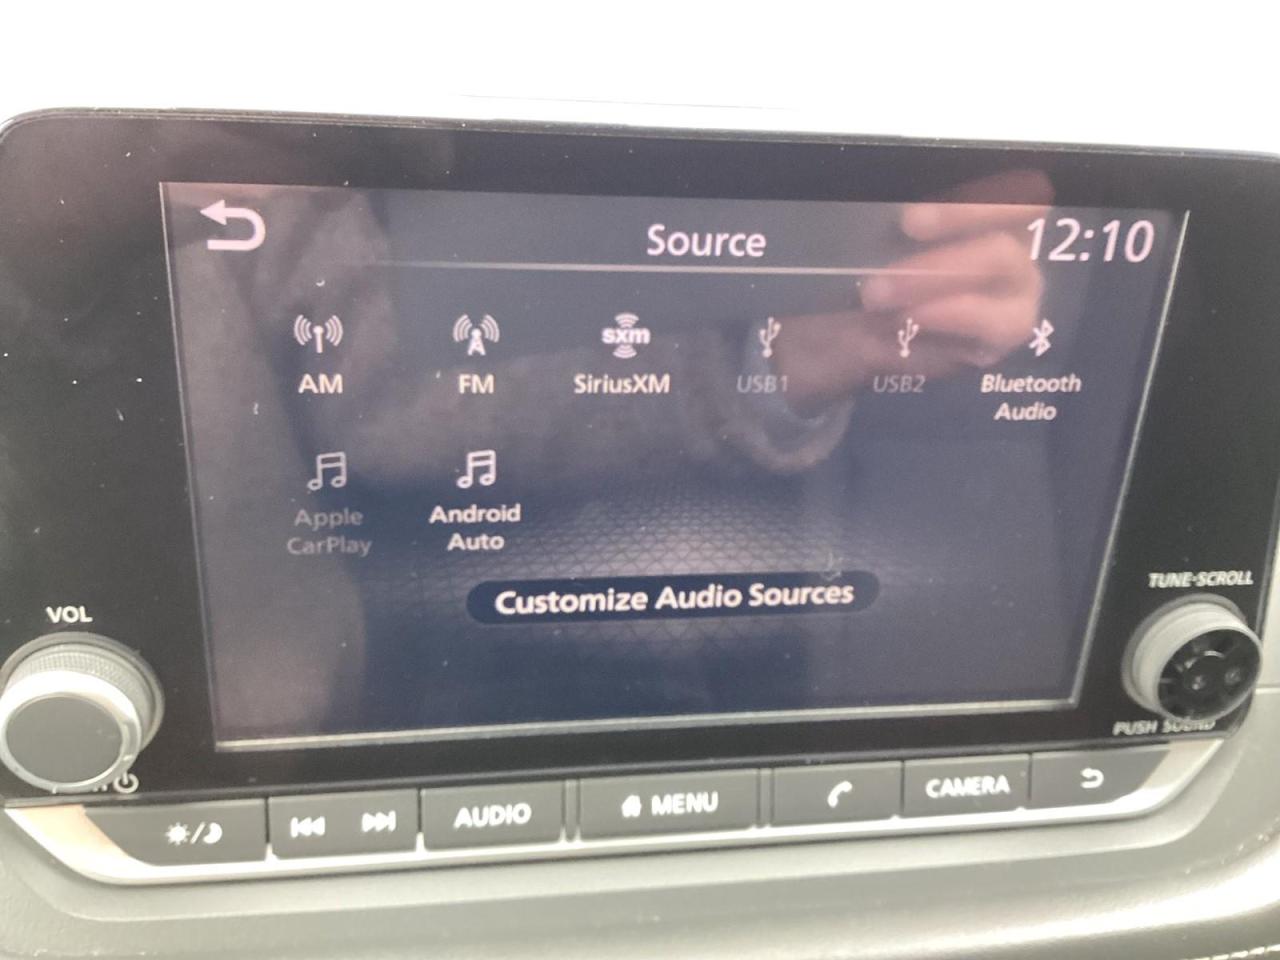 Source
12:10
AM
FM
sxm
SiriusXM
USB1
USB2
Bluetooth
Audio
Apple
CarPlay
Android
Auto
Customize Audio Sources
VOL
TUNE·SCROLL
PUSH SOUND
AUDIO
MENU
CAMERA